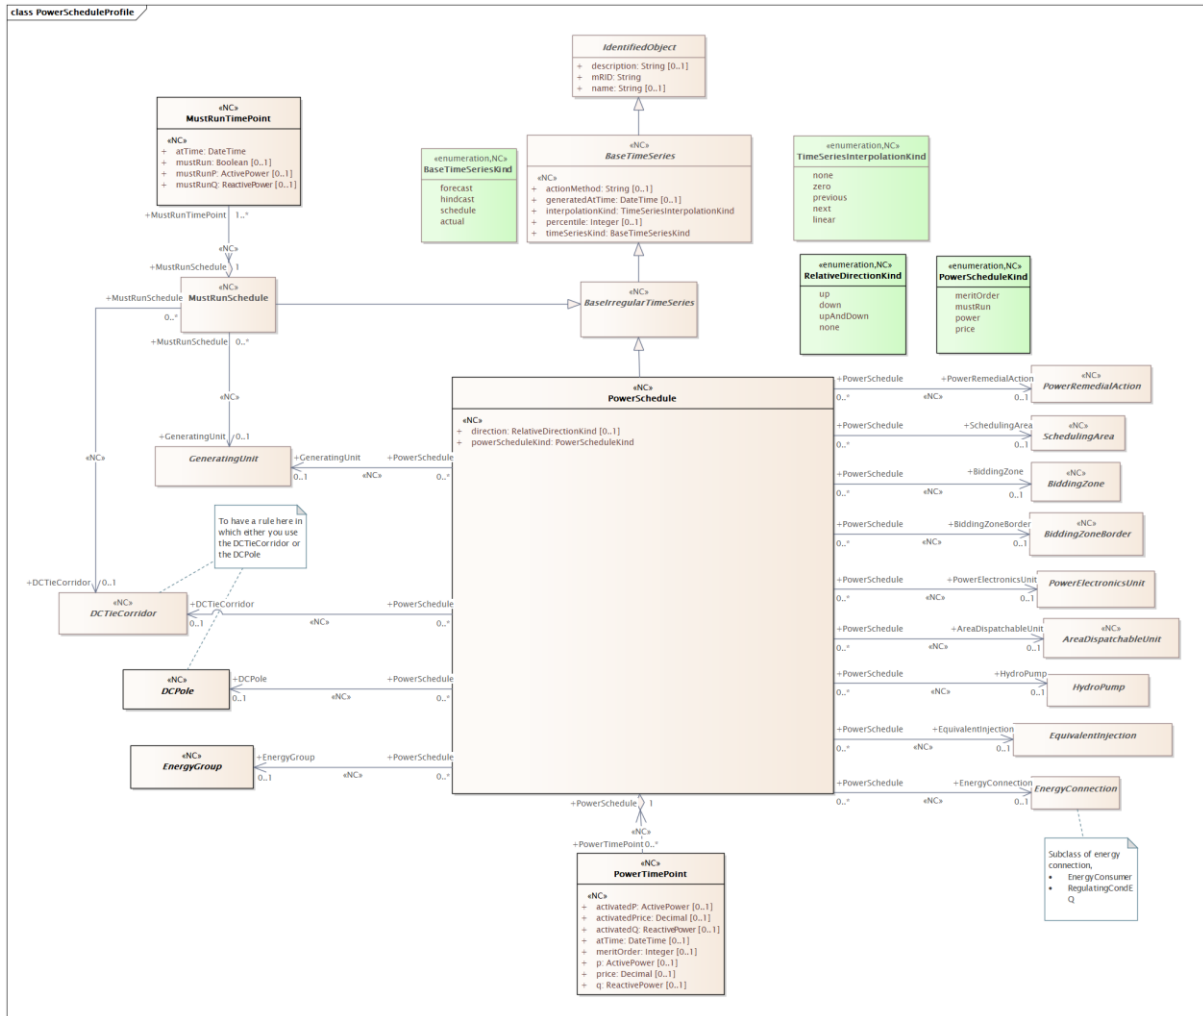 class PowerScheduleProfile
IdentifiedObject
+ description: String [0..1]
+ mRID: String
+ name: String [0..1]
«NC»
MustRunTimePoint
«NC»
+ atTime: DateTime
+ mustRun: Boolean [0..1]
+ mustRunP: ActivePower [0..1]
+ mustRunQ: ReactivePower [0..1]
«enumeration,NC»
BaseTimeSeriesKind
forecast
hindcast
schedule
actual
«NC»
BaseTimeSeries
«NC»
+ actionMethod: String [0..1]
+ generatedAtTime: DateTime [0..1]
+ interpolationKind: TimeSeriesInterpolationKind
+ percentile: Integer [0..1]
+ timeSeriesKind: BaseTimeSeriesKind
«enumeration,NC»
TimeSeriesInterpolationKind
none
zero
previous
next
linear
+MustRunTimePoint 1..*
«NC»
+MustRunSchedule 1
«NC»
MustRunSchedule
+MustRunSchedule
0..*
+MustRunSchedule 0..*
«NC»
BaseIrregularTimeSeries
«enumeration,NC»
RelativeDirectionKind
up
down
upAndDown
none
«enumeration,NC»
PowerScheduleKind
meritOrder
mustRun
power
price
«NC»
PowerSchedule
«NC»
+ direction: RelativeDirectionKind [0..1]
+ powerScheduleKind: PowerScheduleKind
+PowerSchedule +PowerRemedialAction
0..* «NC» 0..1
«NC»
PowerRemedialAction
+PowerSchedule +SchedulingArea
0..* «NC» 0..1
«NC»
SchedulingArea
+PowerSchedule +BiddingZone
0..* «NC» 0..1
«NC»
BiddingZone
+PowerSchedule +BiddingZoneBorder
0..* «NC» 0..1
«NC»
BiddingZoneBorder
+PowerSchedule +PowerElectronicsUnit
0..* «NC» 0..1
PowerElectronicsUnit
+PowerSchedule +AreaDispatchableUnit
0..* «NC» 0..1
«NC»
AreaDispatchableUnit
+PowerSchedule +HydroPump
0..* «NC» 0..1
HydroPump
+PowerSchedule +EquivalentInjection
0..* «NC» 0..1
EquivalentInjection
+PowerSchedule +EnergyConnection
0..* «NC» 0..1
EnergyConnection
«NC»
«NC»
+GeneratingUnit 0..1
GeneratingUnit
+GeneratingUnit +PowerSchedule
0..1 «NC» 0..*
To have a rule here in
which either you use
the DCTieCorridor or
the DCPole
+DCTieCorridor 0..1
«NC»
DCTieCorridor
+DCTieCorridor +PowerSchedule
0..1 «NC» 0..*
«NC»
DCPole
+DCPole +PowerSchedule
0..1 «NC» 0..*
«NC»
EnergyGroup
+EnergyGroup +PowerSchedule
0..1 «NC» 0..*
+PowerSchedule 1
«NC»
+PowerTimePoint 0..*
«NC»
PowerTimePoint
«NC»
+ activatedP: ActivePower [0..1]
+ activatedPrice: Decimal [0..1]
+ activatedQ: ReactivePower [0..1]
+ atTime: DateTime [0..1]
+ meritOrder: Integer [0..1]
+ p: ActivePower [0..1]
+ price: Decimal [0..1]
+ q: ReactivePower [0..1]
Subclass of energy
connection,
• EnergyConsumer
• RegulatingCondE
Q